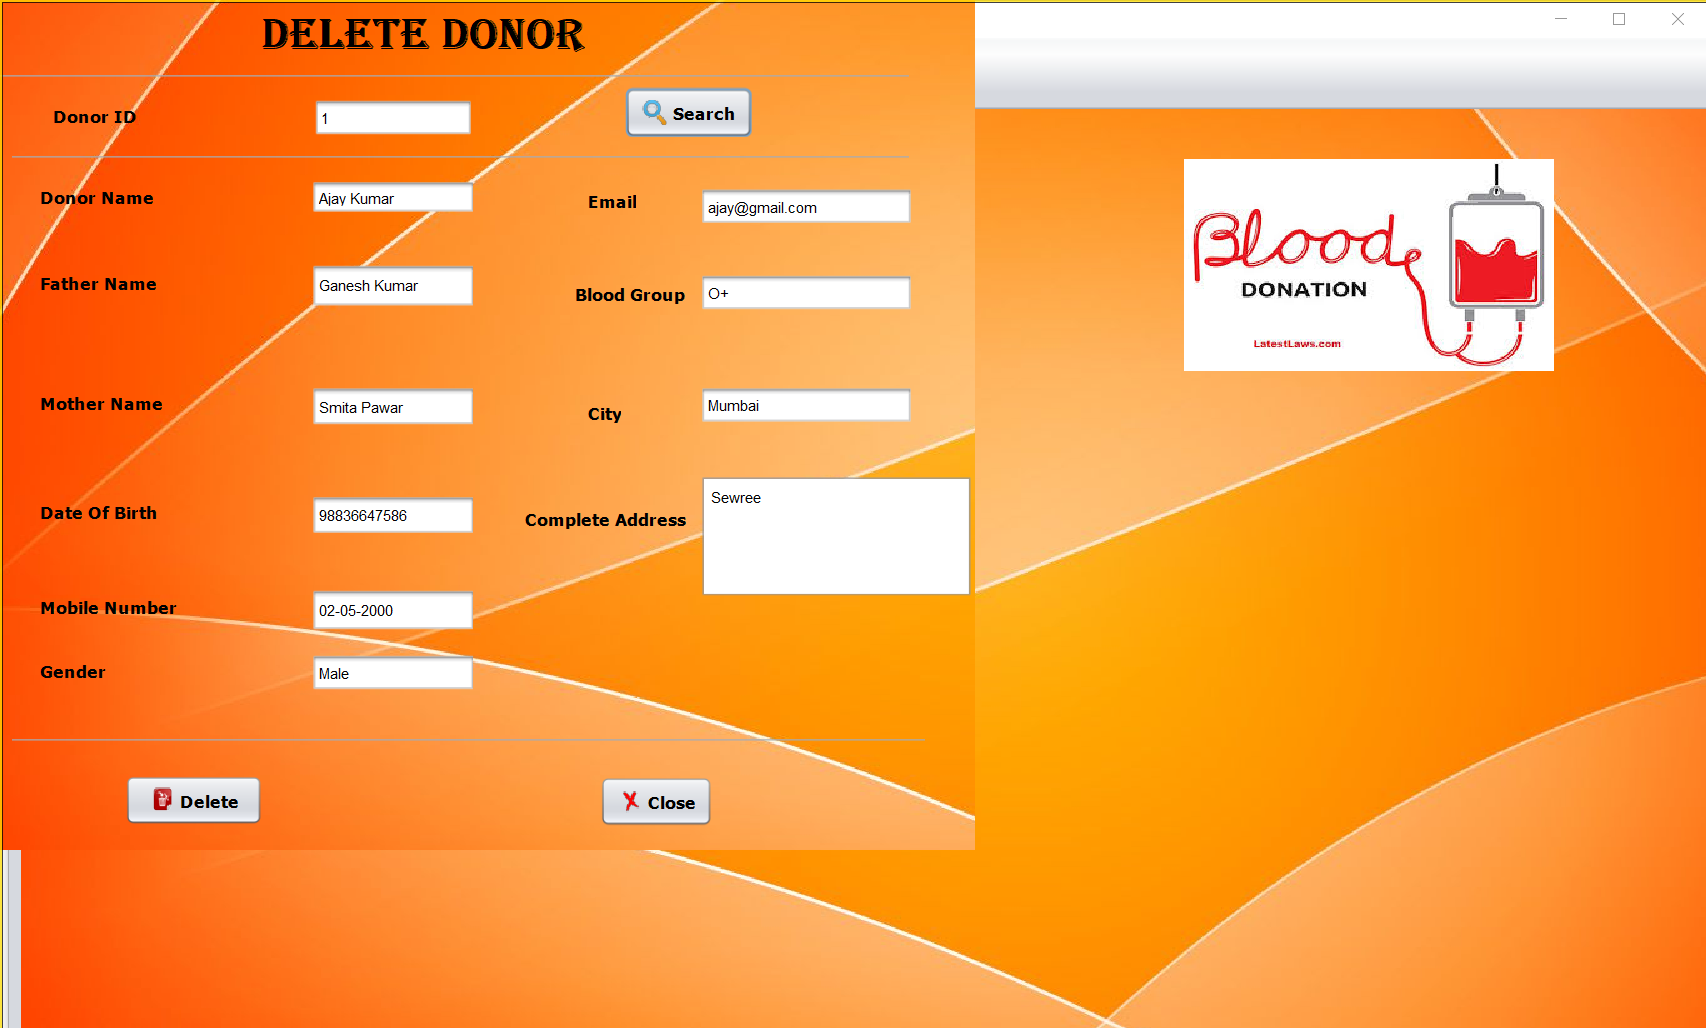 DELETE DONOR
Donor ID 1 Search
Donor Name Ajay Kumar Email ajay@gmail.com
Father Name Ganesh Kumar Blood Group O+
Mother Name Smita Pawar City Mumbai
Date Of Birth 98836647586 Complete Address Sewree
Mobile Number 02-05-2000
Gender Male
Delete Close
Blood
DONATION
LatestLaws.com